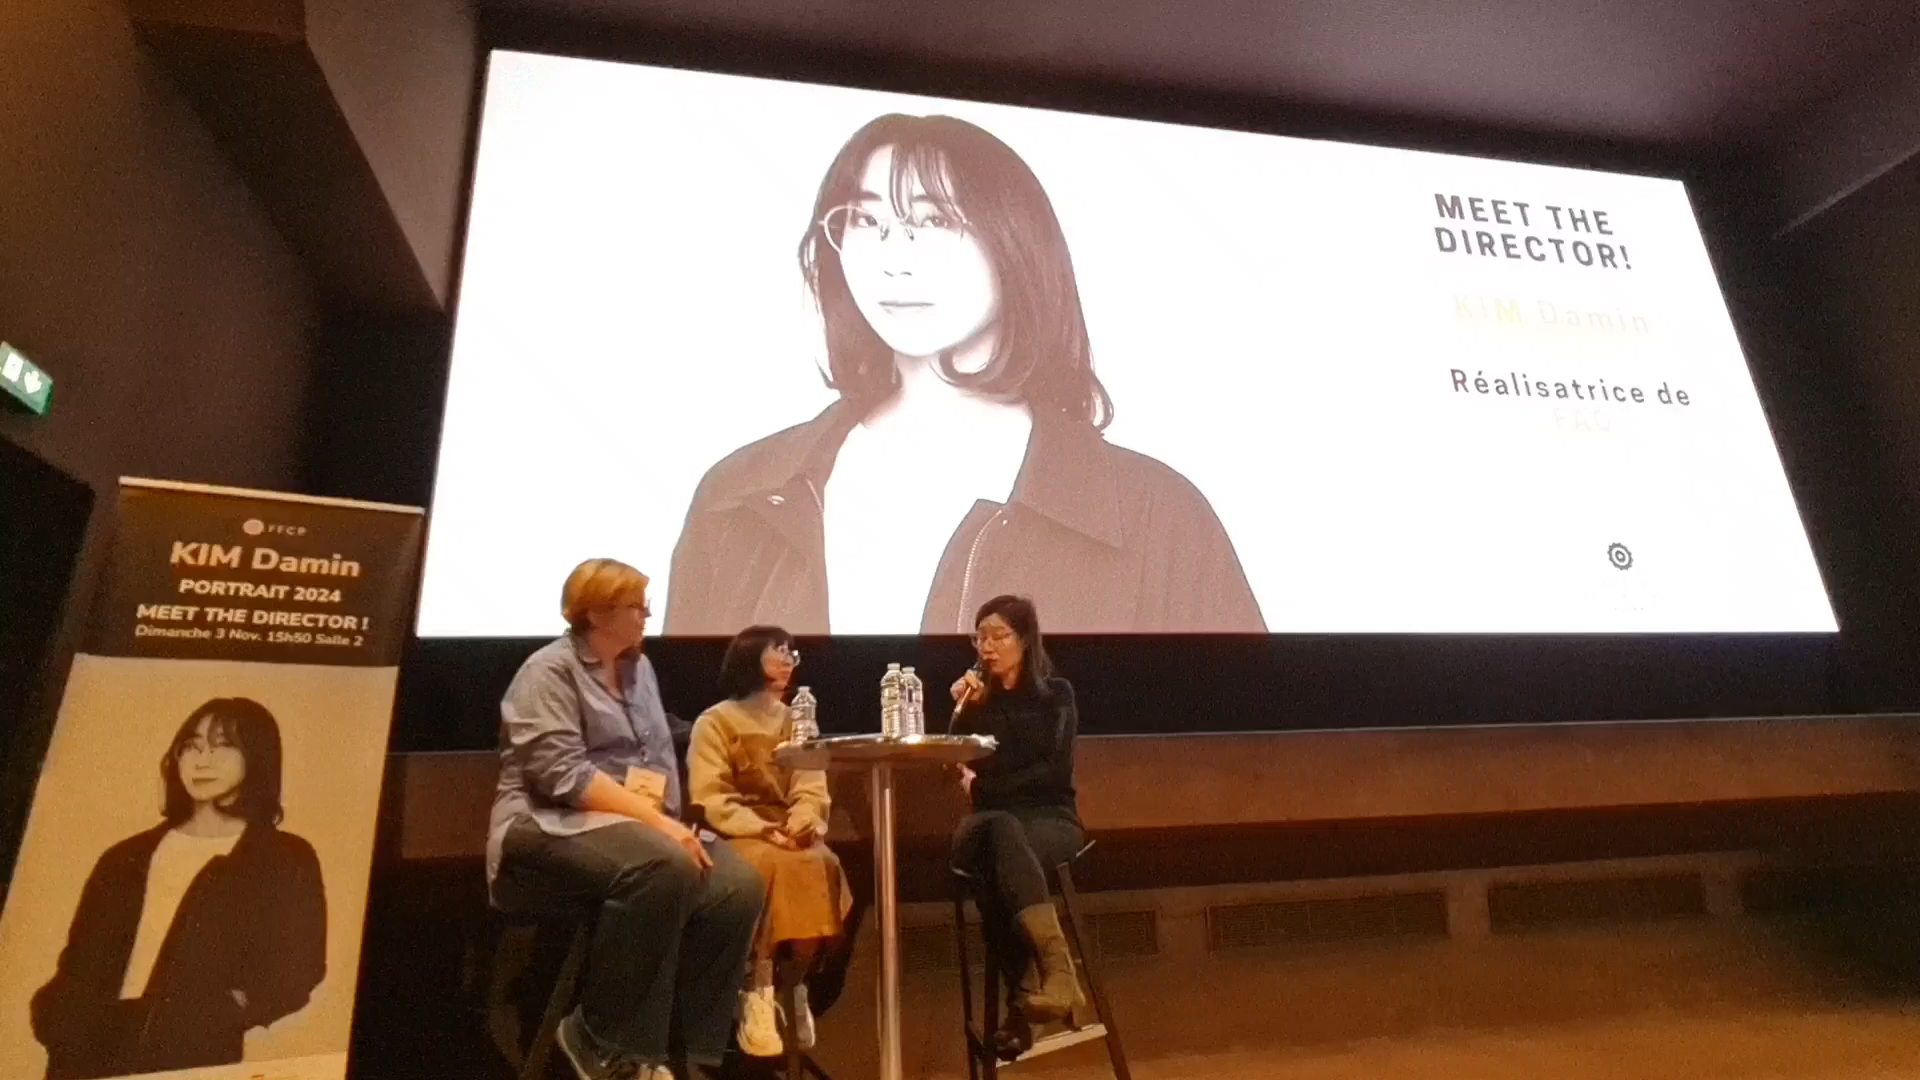 MEET THE
DIRECTOR!
KIM Damin
Réalisatrice de
FAQ
FFCP
KIM Damin
PORTRAIT 2024
MEET THE DIRECTOR !
Dimanche 3 Nov. 15h50 Salle 2